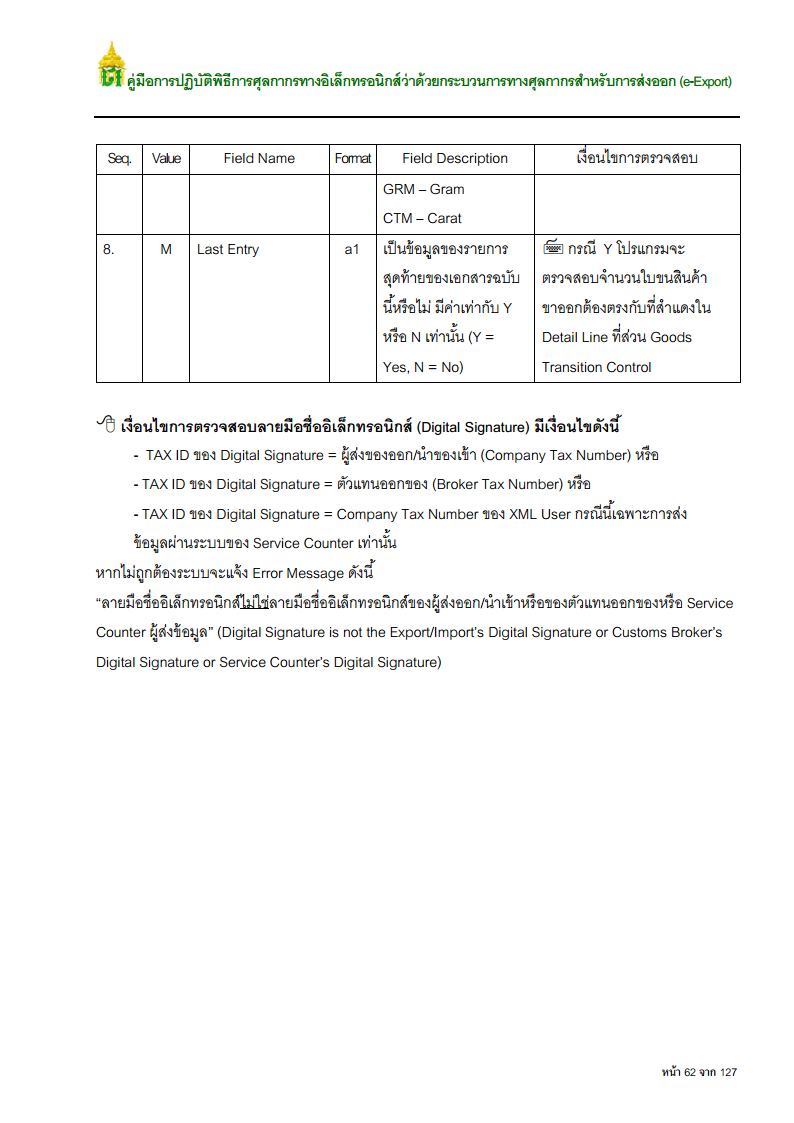 คู่มือการปฏิบัติพิธีการศุลกากรทางอิเล็กทรอนิกส์ว่าด้วยกระบวนการทางศุลกากรสำหรับการส่งออก (e-Export)
Seq. Value Field Name Format Field Description เงื่อนไขการตรวจสอบ
GRM – Gram
CTM – Carat
8. M Last Entry a1 เป็นข้อมูลของรายการ กรณี Y โปรแกรมจะ
สุดท้ายของเอกสารฉบับ ตรวจสอบจำนวนใบขนสินค้า
นี้หรือไม่ มีค่าเท่ากับ Y ขาออกต้องตรงกับที่สำแดงใน
หรือ N เท่านั้น (Y = Detail Line ที่ส่วน Goods
Yes, N = No) Transition Control
เงื่อนไขการตรวจสอบลายมือชื่ออิเล็กทรอนิกส์ (Digital Signature) มีเงื่อนไขดังนี้
- TAX ID ของ Digital Signature = ผู้ส่งของออก/นำของเข้า (Company Tax Number) หรือ
- TAX ID ของ Digital Signature = ตัวแทนออกของ (Broker Tax Number) หรือ
- TAX ID ของ Digital Signature = Company Tax Number ของ XML User กรณีนี้เฉพาะการส่ง
ข้อมูลผ่านระบบของ Service Counter เท่านั้น
หากไม่ถูกต้องระบบจะแจ้ง Error Message ดังนี้
“ลายมือชื่ออิเล็กทรอนิกส์ไม่ใช่ลายมือชื่ออิเล็กทรอนิกส์ของผู้ส่งออก/นำเข้าหรือของตัวแทนออกของหรือ Service
Counter ผู้ส่งข้อมูล” (Digital Signature is not the Export/Import’s Digital Signature or Customs Broker’s
Digital Signature or Service Counter’s Digital Signature)
หน้า 62 จาก 127